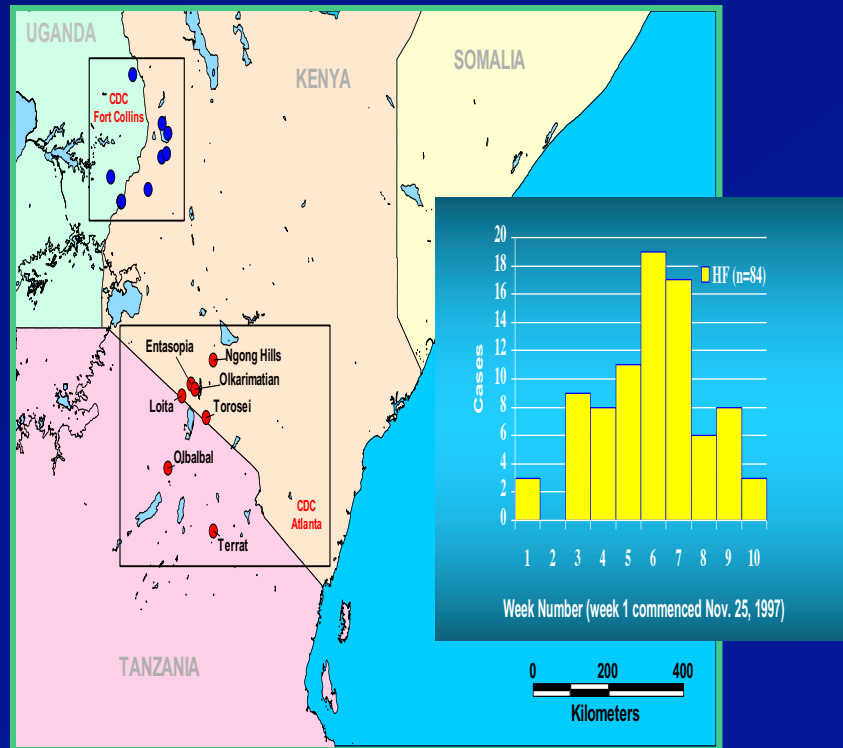 UGANDA
CDC
Fort Collins
KENYA
SOMALIA
Entasopia
Ngong Hills
Olkarimatian
Loita
Torosei
Olbalbal
Terrat
CDC
Atlanta
TANZANIA
0 200 400
Kilometers
Cases
20
18
16
14
12
10
8
6
4
2
0
HF (n=84)
1 2 3 4 5 6 7 8 9 10
Week Number (week 1 commenced Nov. 25, 1997)